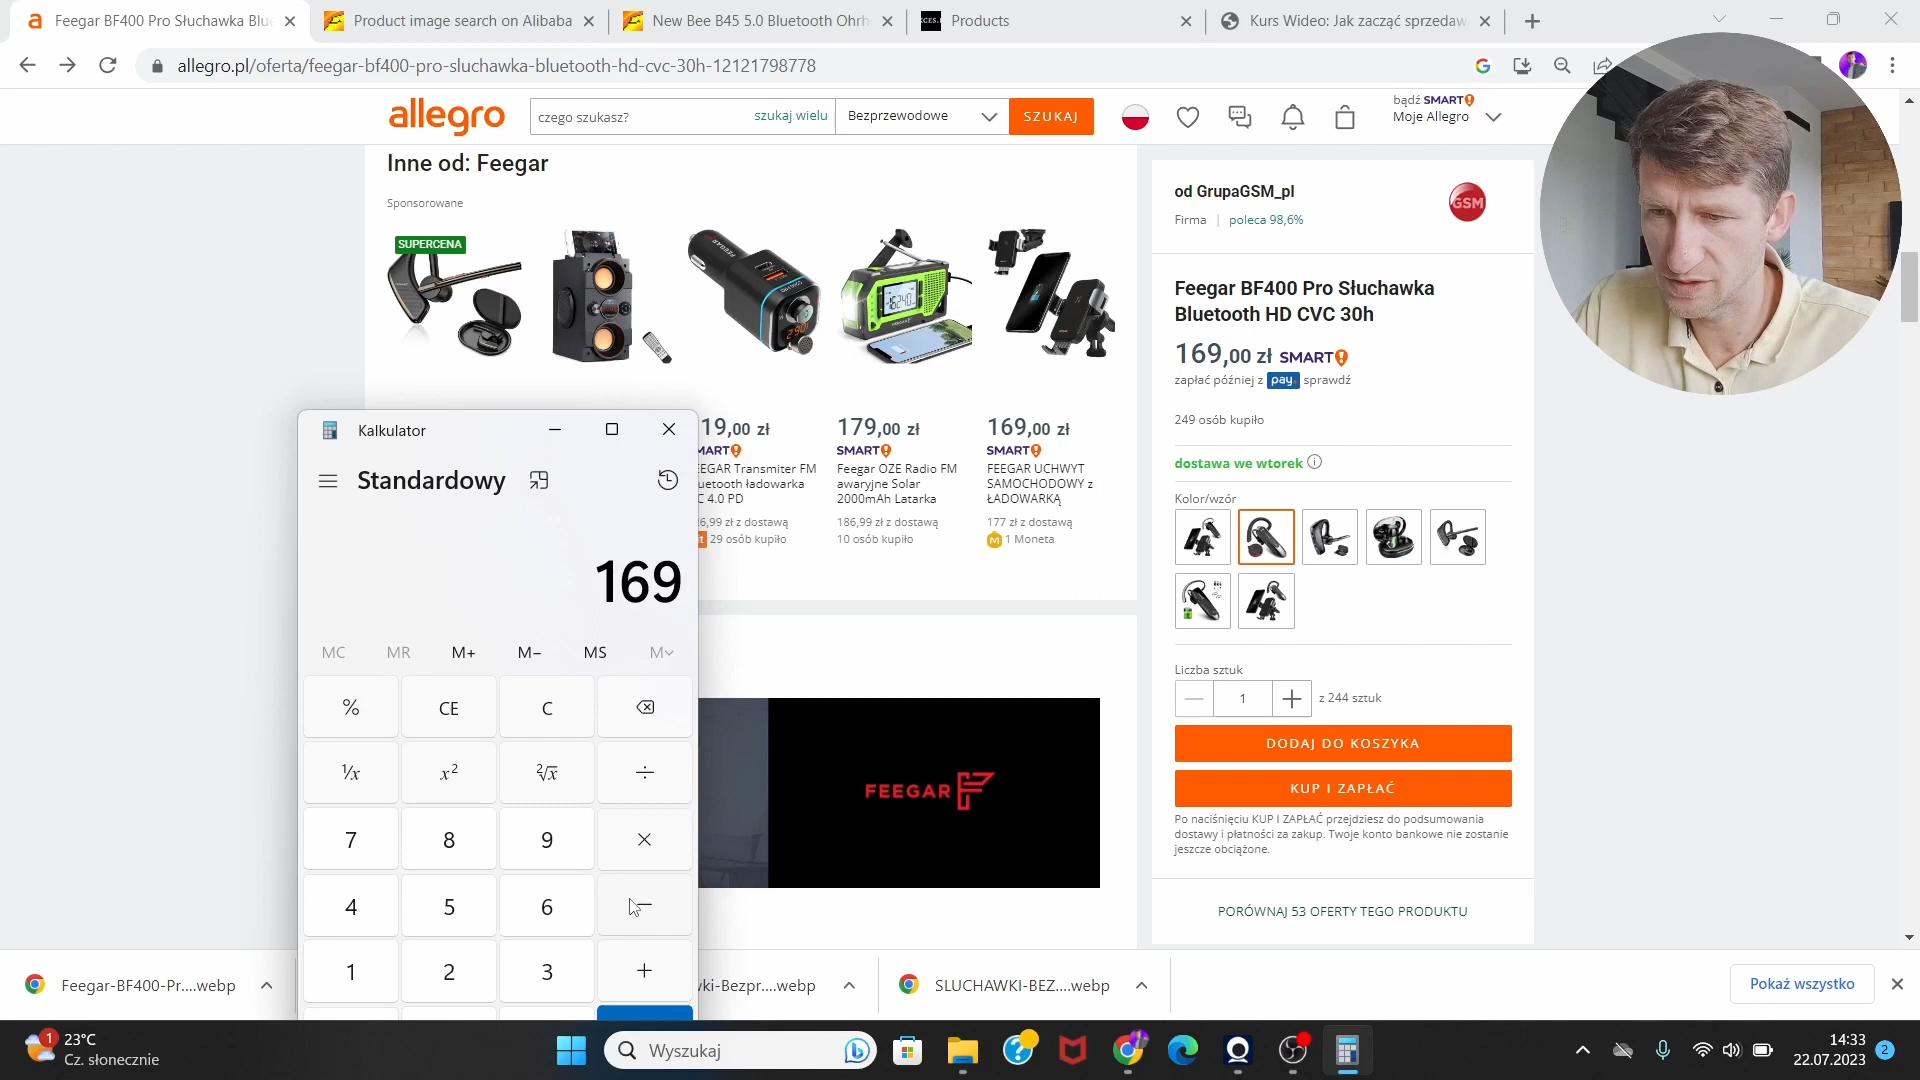 Feegar BF400 Pro Słuchawka Blue
Product image search on Alibaba
New Bee B45 5.0 Bluetooth Ohrh
Products
Kurs Wideo: Jak zacząć sprzedaw
allegro.pl/oferta/feegar-bf400-pro-sluchawka-bluetooth-hd-cvc-30h-12121798778
allegro
czego szukasz?
szukaj wielu
Bezprzewodowe
SZUKAJ
bądź SMART!
Moje Allegro
Inne od: Feegar
Sponsorowane
SUPERCENA
19,00 zł
MART!
EEGAR Transmiter FM
uetooth ładowarka
C 4.0 PD
26,99 zł z dostawą
29 osób kupiło
179,00 zł
SMART!
Feegar OZE Radio FM
awaryjne Solar
2000mAh Latarka
186,99 zł z dostawą
10 osób kupiło
169,00 zł
SMART!
FEEGAR UCHWYT
SAMOCHODOWY z
ŁADOWARKĄ
177 zł z dostawą
M 1 Moneta
FEEGAR
od GrupaGSM_pl
GSM
Firma | poleca 98,6%
Feegar BF400 Pro Słuchawka
Bluetooth HD CVC 30h
169,00 zł SMART!
zapłać później z pay. sprawdź
249 osób kupiło
dostawa we wtorek
Kolor/wzór
Liczba sztuk
1
z 244 sztuk
DODAJ DO KOSZYKA
KUP I ZAPŁAĆ
Po naciśnięciu KUP I ZAPŁAĆ przejdziesz do podsumowania
dostawy i płatności za zakup. Twoje konto bankowe nie zostanie
jeszcze obciążone.
PORÓWNAJ 53 OFERTY TEGO PRODUKTU
Kalkulator
Standardowy
169
MC MR M+ M− MS M
% CE C
¹/x x² ²√x ÷
7 8 9 ×
4 5 6 −
1 2 3 +
Feegar-BF400-Pr....webp
vki-Bezpr....webp
SLUCHAWKI-BEZ....webp
Pokaż wszystko
1
23°C
Cz. słonecznie
Wyszukaj
14:33
22.07.2023
2